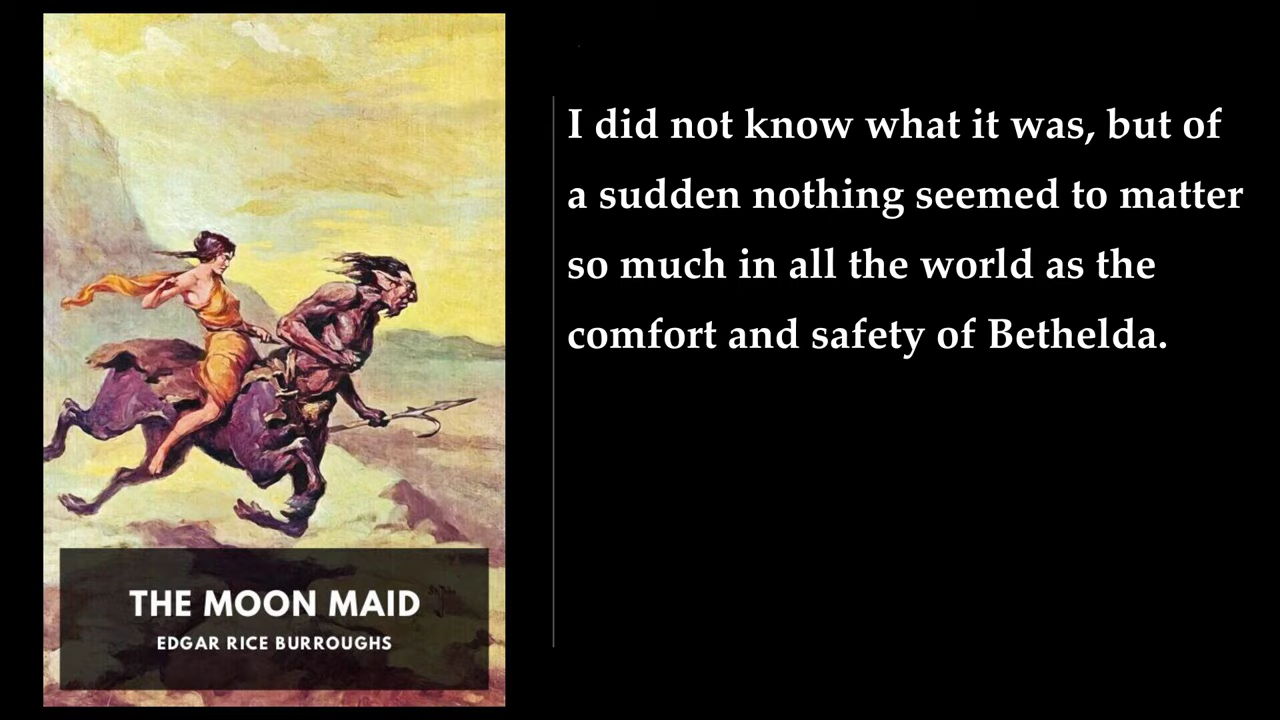 THE MOON MAID
EDGAR RICE BURROUGHS
I did not know what it was, but of
a sudden nothing seemed to matter
so much in all the world as the
comfort and safety of Bethelda.